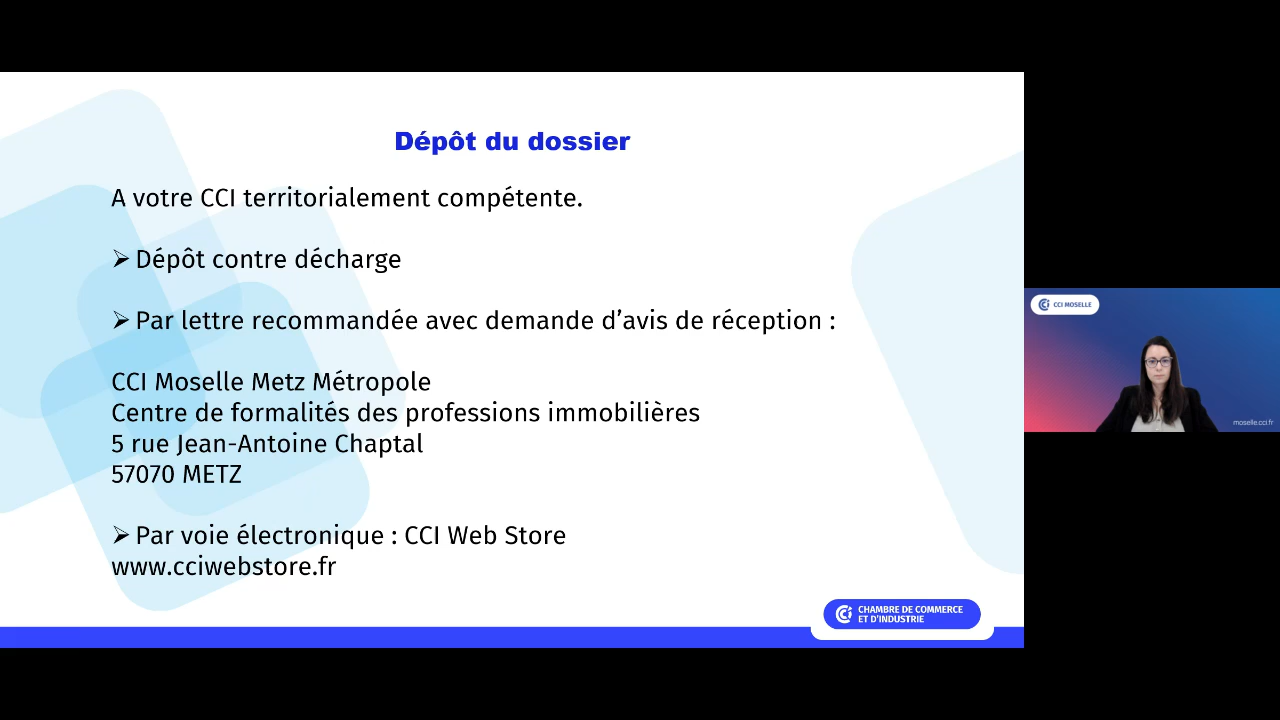 Dépôt du dossier
A votre CCI territorialement compétente.
➢ Dépôt contre décharge
➢ Par lettre recommandée avec demande d’avis de réception :
CCI Moselle Metz Métropole
Centre de formalités des professions immobilières
5 rue Jean-Antoine Chaptal
57070 METZ
➢ Par voie électronique : CCI Web Store
www.cciwebstore.fr
CHAMBRE DE COMMERCE
ET D’INDUSTRIE
CCI MOSELLE
moselle.cci.fr